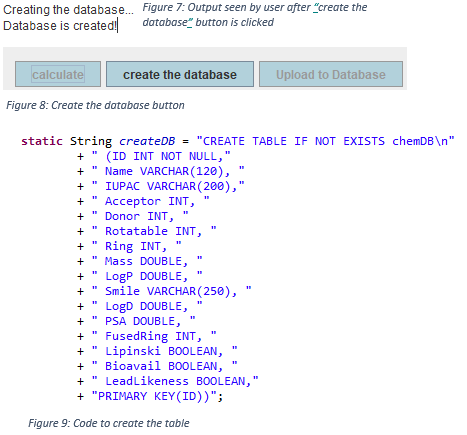 Creating the database...
Database is created!
Figure 7: Output seen by user after "create the
database" button is clicked
calculate
create the database
Upload to Database
Figure 8: Create the database button
static String createDB = "CREATE TABLE IF NOT EXISTS chemDB\n"
+ " (ID INT NOT NULL,"
+ " Name VARCHAR(120), "
+ " IUPAC VARCHAR(200),"
+ " Acceptor INT, "
+ " Donor INT, "
+ " Rotatable INT, "
+ " Ring INT, "
+ " Mass DOUBLE, "
+ " LogP DOUBLE, "
+ " Smile VARCHAR(250), "
+ " LogD DOUBLE, "
+ " PSA DOUBLE, "
+ " FusedRing INT, "
+ " Lipinski BOOLEAN, "
+ " Bioavail BOOLEAN, "
+ " LeadLikeness BOOLEAN,"
+ "PRIMARY KEY(ID))";
Figure 9: Code to create the table